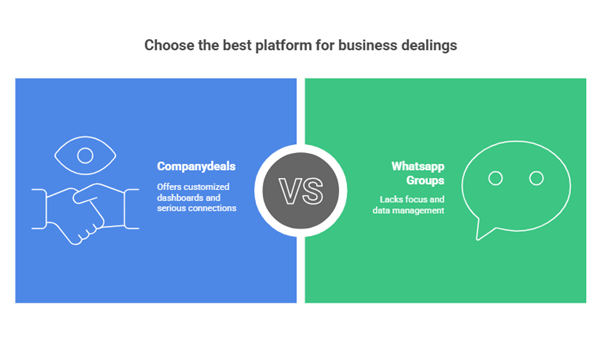 Choose the best platform for business dealings
Companydeals
Offers customized
dashboards and
serious connections
VS
Whatsapp
Groups
Lacks focus and
data management